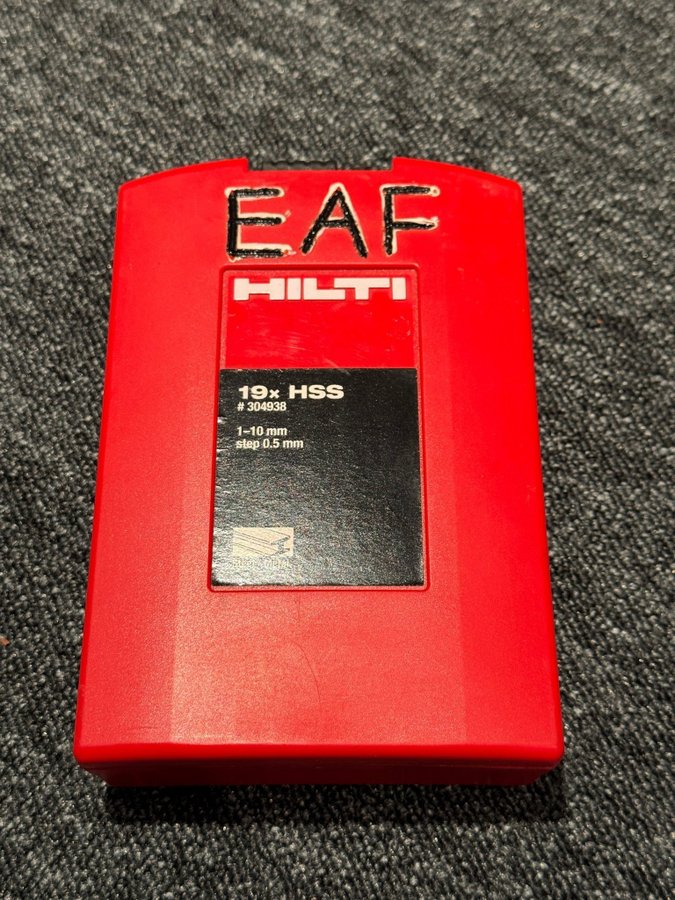 EAF
HILTI
19x HSS
# 304938
1–10 mm
step 0.5 mm